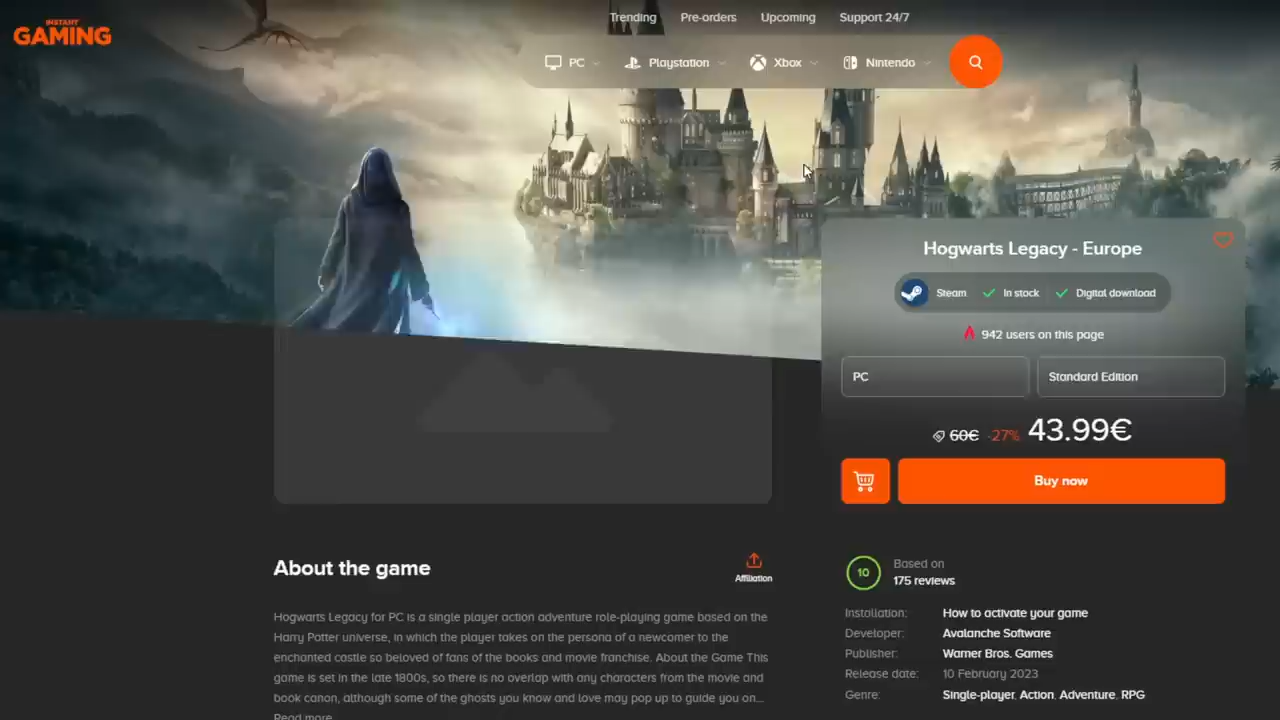 INSTANT
GAMING
Trending Pre-orders Upcoming Support 24/7
PC Playstation Xbox Nintendo
Hogwarts Legacy - Europe
Steam In stock Digital download
942 users on this page
PC Standard Edition
60€ -27% 43.99€
Buy now
About the game
Affiliation
Hogwarts Legacy for PC is a single player action adventure role-playing game based on the
Harry Potter universe, in which the player takes on the persona of a newcomer to the
enchanted castle so beloved of fans of the books and movie franchise. About the Game This
game is set in the late 1800s, so there is no overlap with any characters from the movie and
book canon, although some of the ghosts you know and love may pop up to guide you on...
Read more
10 Based on
175 reviews
Installation: How to activate your game
Developer: Avalanche Software
Publisher: Warner Bros. Games
Release date: 10 February 2023
Genre: Single-player, Action, Adventure, RPG